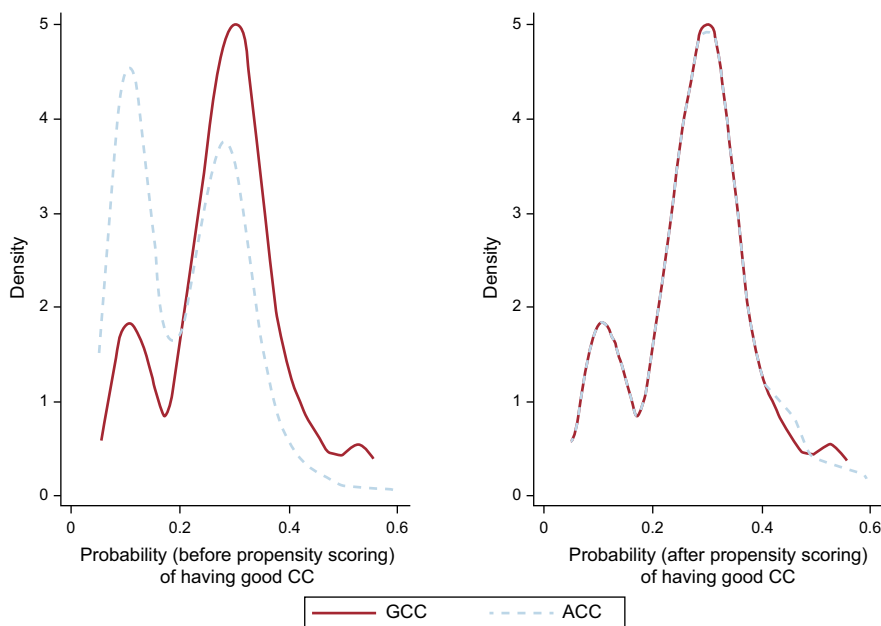 5
4
3
2
1
0
Density
0
0.2
0.4
0.6
Probability (before propensity scoring)
of having good CC
5
4
3
2
1
0
Density
0
0.2
0.4
0.6
Probability (after propensity scoring)
of having good CC
GCC
ACC